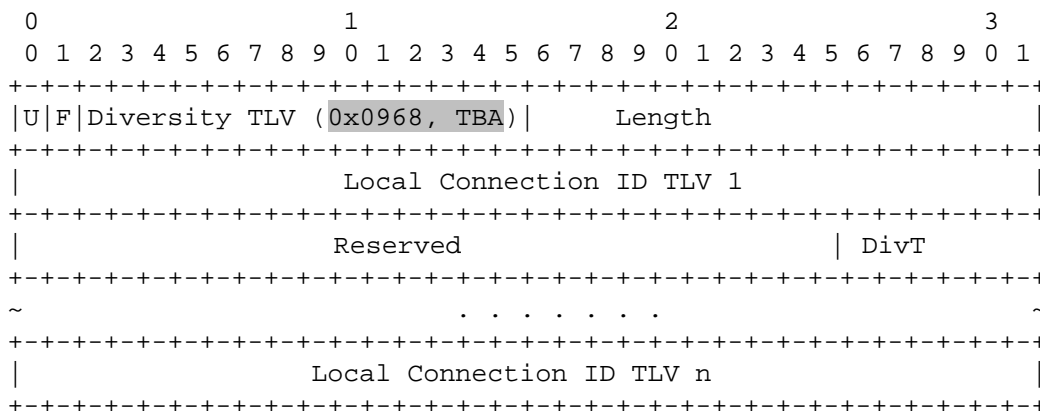 0                   1                   2                   3
0 1 2 3 4 5 6 7 8 9 0 1 2 3 4 5 6 7 8 9 0 1 2 3 4 5 6 7 8 9 0 1
+-+-+-+-+-+-+-+-+-+-+-+-+-+-+-+-+-+-+-+-+-+-+-+-+-+-+-+-+-+-+-+-+
|U|F|Diversity TLV (0x0968, TBA)|     Length                    |
+-+-+-+-+-+-+-+-+-+-+-+-+-+-+-+-+-+-+-+-+-+-+-+-+-+-+-+-+-+-+-+-+
|                    Local Connection ID TLV 1                  |
+-+-+-+-+-+-+-+-+-+-+-+-+-+-+-+-+-+-+-+-+-+-+-+-+-+-+-+-+-+-+-+-+
|                   Reserved                       | DivT
+-+-+-+-+-+-+-+-+-+-+-+-+-+-+-+-+-+-+-+-+-+-+-+-+-+-+-+-+-+-+-+-+
~                           . . . . . . .                       ~
+-+-+-+-+-+-+-+-+-+-+-+-+-+-+-+-+-+-+-+-+-+-+-+-+-+-+-+-+-+-+-+-+
|                  Local Connection ID TLV n                    |
+-+-+-+-+-+-+-+-+-+-+-+-+-+-+-+-+-+-+-+-+-+-+-+-+-+-+-+-+-+-+-+-+